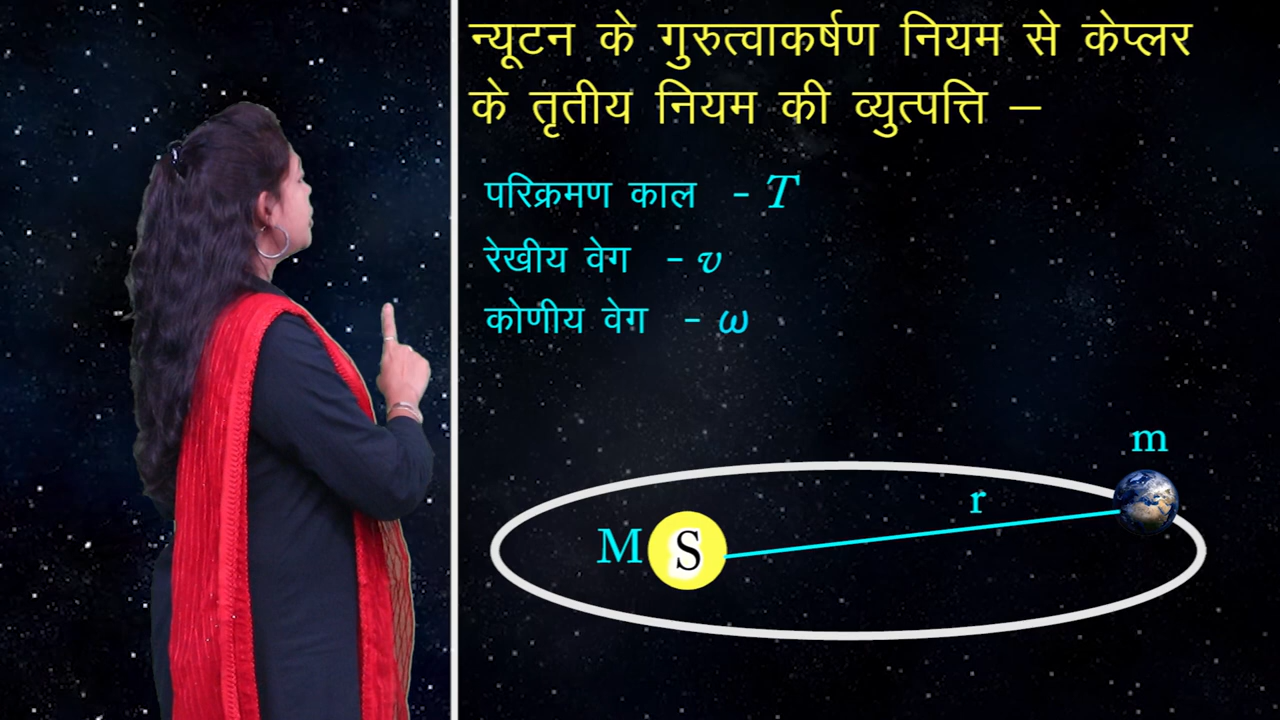 न्यूटन के गुरुत्वाकर्षण नियम से केप्लर
के तृतीय नियम की व्युत्पत्ति –
परिक्रमण काल - T
रेखीय वेग - v
कोणीय वेग - ω
m
r
M S